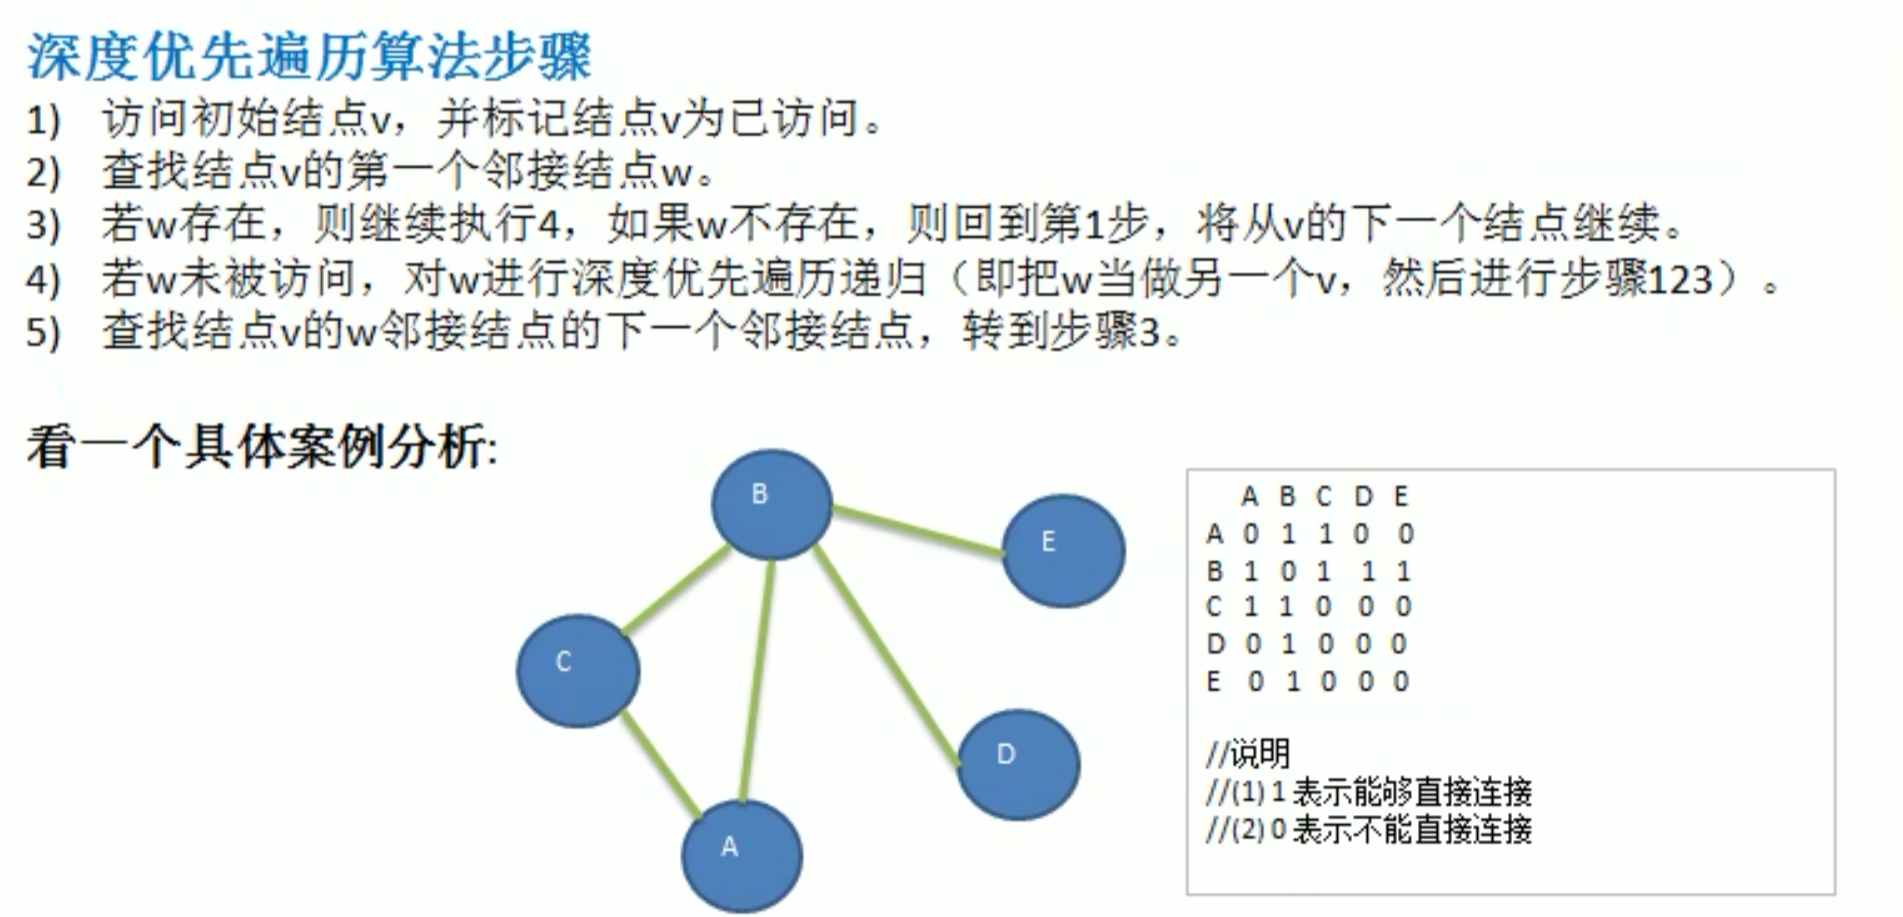 深度优先遍历算法步骤
1) 访问初始结点v，并标记结点v为已访问。
2) 查找结点v的第一个邻接结点w。
3) 若w存在，则继续执行4，如果w不存在，则回到第1步，将从v的下一个结点继续。
4) 若w未被访问，对w进行深度优先遍历递归（即把w当做另一个v，然后进行步骤123）。
5) 查找结点v的w邻接结点的下一个邻接结点，转到步骤3。
看一个具体案例分析:
B
E
C
D
A
A B C D E
A 0 1 1 0 0
B 1 0 1 1 1
C 1 1 0 0 0
D 0 1 0 0 0
E 0 1 0 0 0
//说明
//(1) 1 表示能够直接连接
//(2) 0 表示不能直接连接